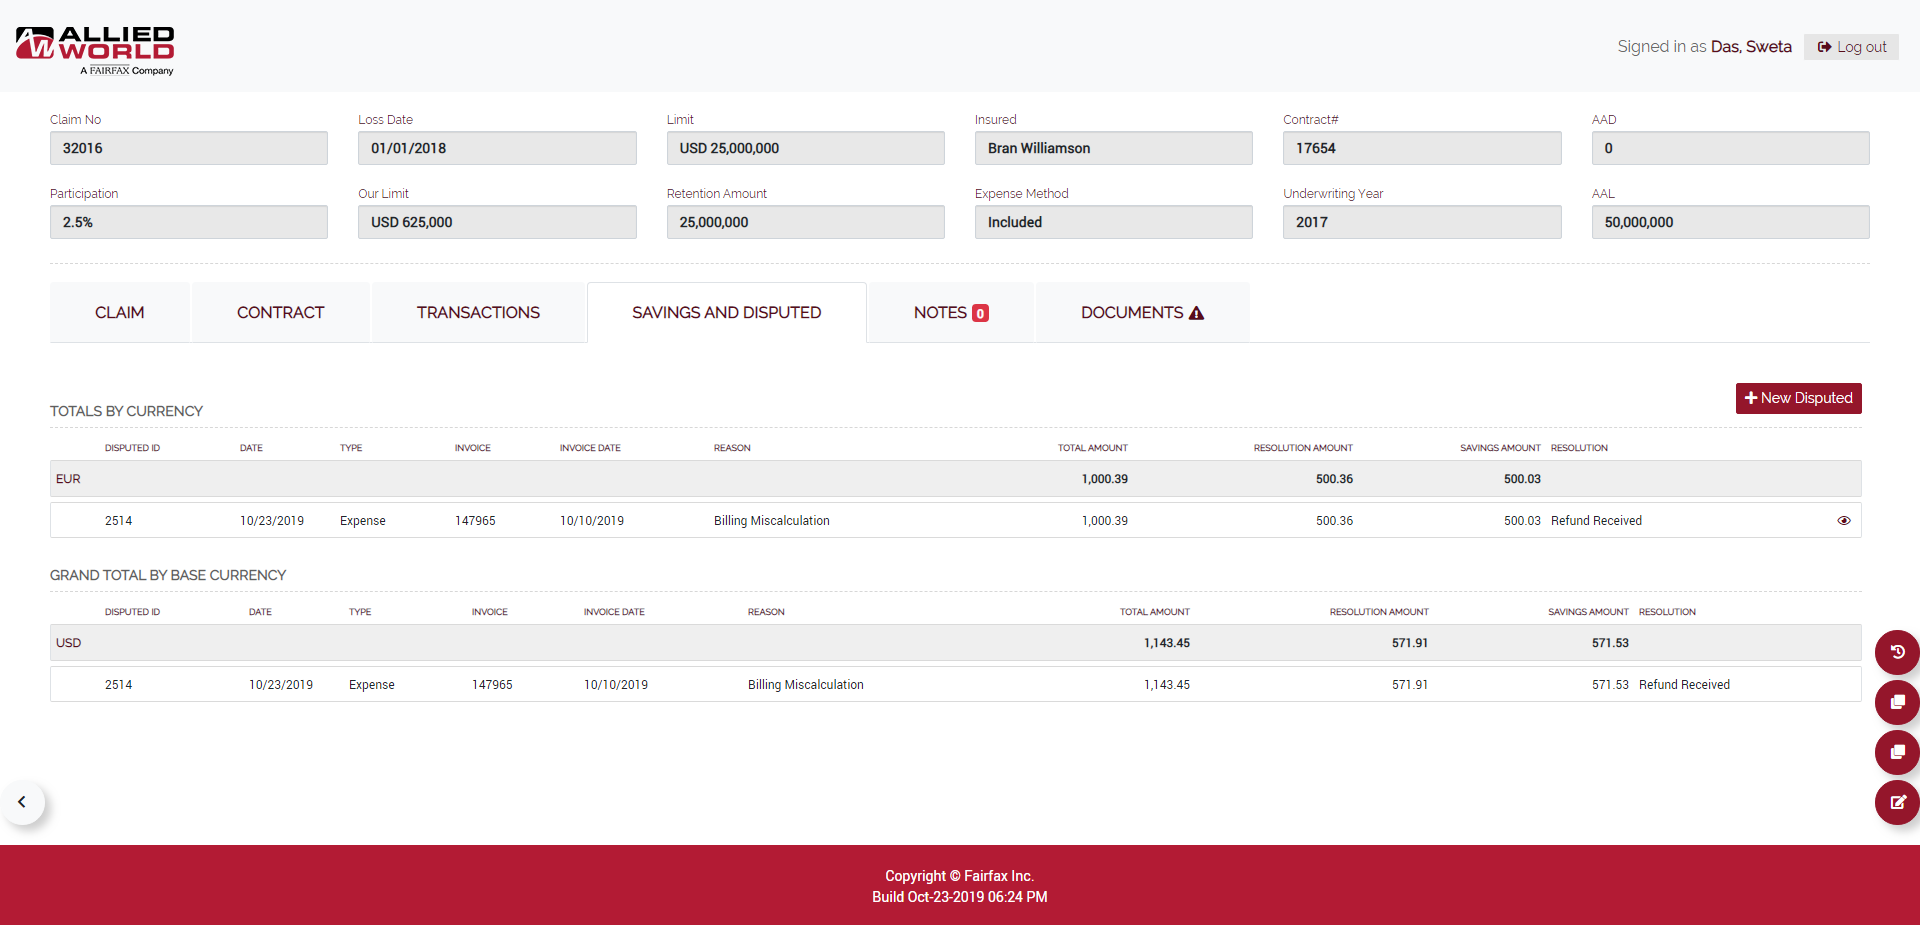 ALLIED
WORLD
A FAIRFAX Company
Signed in as Das, Sweta
Log out
Claim No
Loss Date
Limit
Insured
Contract#
AAD
32016
01/01/2018
USD 25,000,000
Bran Williamson
17654
0
Participation
Our Limit
Retention Amount
Expense Method
Underwriting Year
AAL
2.5%
USD 625,000
25,000,000
Included
2017
50,000,000
CLAIM
CONTRACT
TRANSACTIONS
SAVINGS AND DISPUTED
NOTES 0
DOCUMENTS
New Disputed
TOTALS BY CURRENCY
DISPUTED ID DATE TYPE INVOICE INVOICE DATE REASON TOTAL AMOUNT RESOLUTION AMOUNT SAVINGS AMOUNT RESOLUTION
EUR 1,000.39 500.36 500.03
2514 10/23/2019 Expense 147965 10/10/2019 Billing Miscalculation 1,000.39 500.36 500.03 Refund Received
GRAND TOTAL BY BASE CURRENCY
DISPUTED ID DATE TYPE INVOICE INVOICE DATE REASON TOTAL AMOUNT RESOLUTION AMOUNT SAVINGS AMOUNT RESOLUTION
USD 1,143.45 571.91 571.53
2514 10/23/2019 Expense 147965 10/10/2019 Billing Miscalculation 1,143.45 571.91 571.53 Refund Received
Copyright © Fairfax Inc.
Build Oct-23-2019 06:24 PM